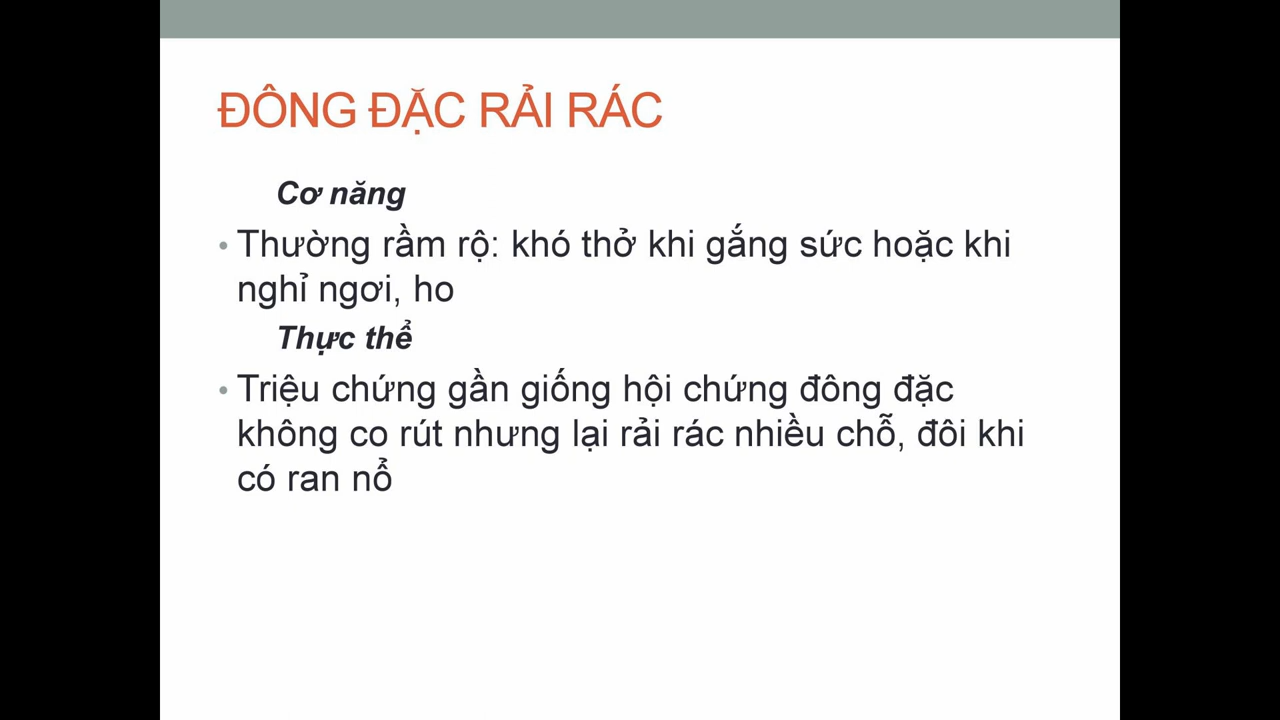 ĐÔNG ĐẶC RẢI RÁC
Cơ năng
• Thường rầm rộ: khó thở khi gắng sức hoặc khi
nghỉ ngơi, ho
Thực thể
• Triệu chứng gần giống hội chứng đông đặc
không co rút nhưng lại rải rác nhiều chỗ, đôi khi
có ran nổ